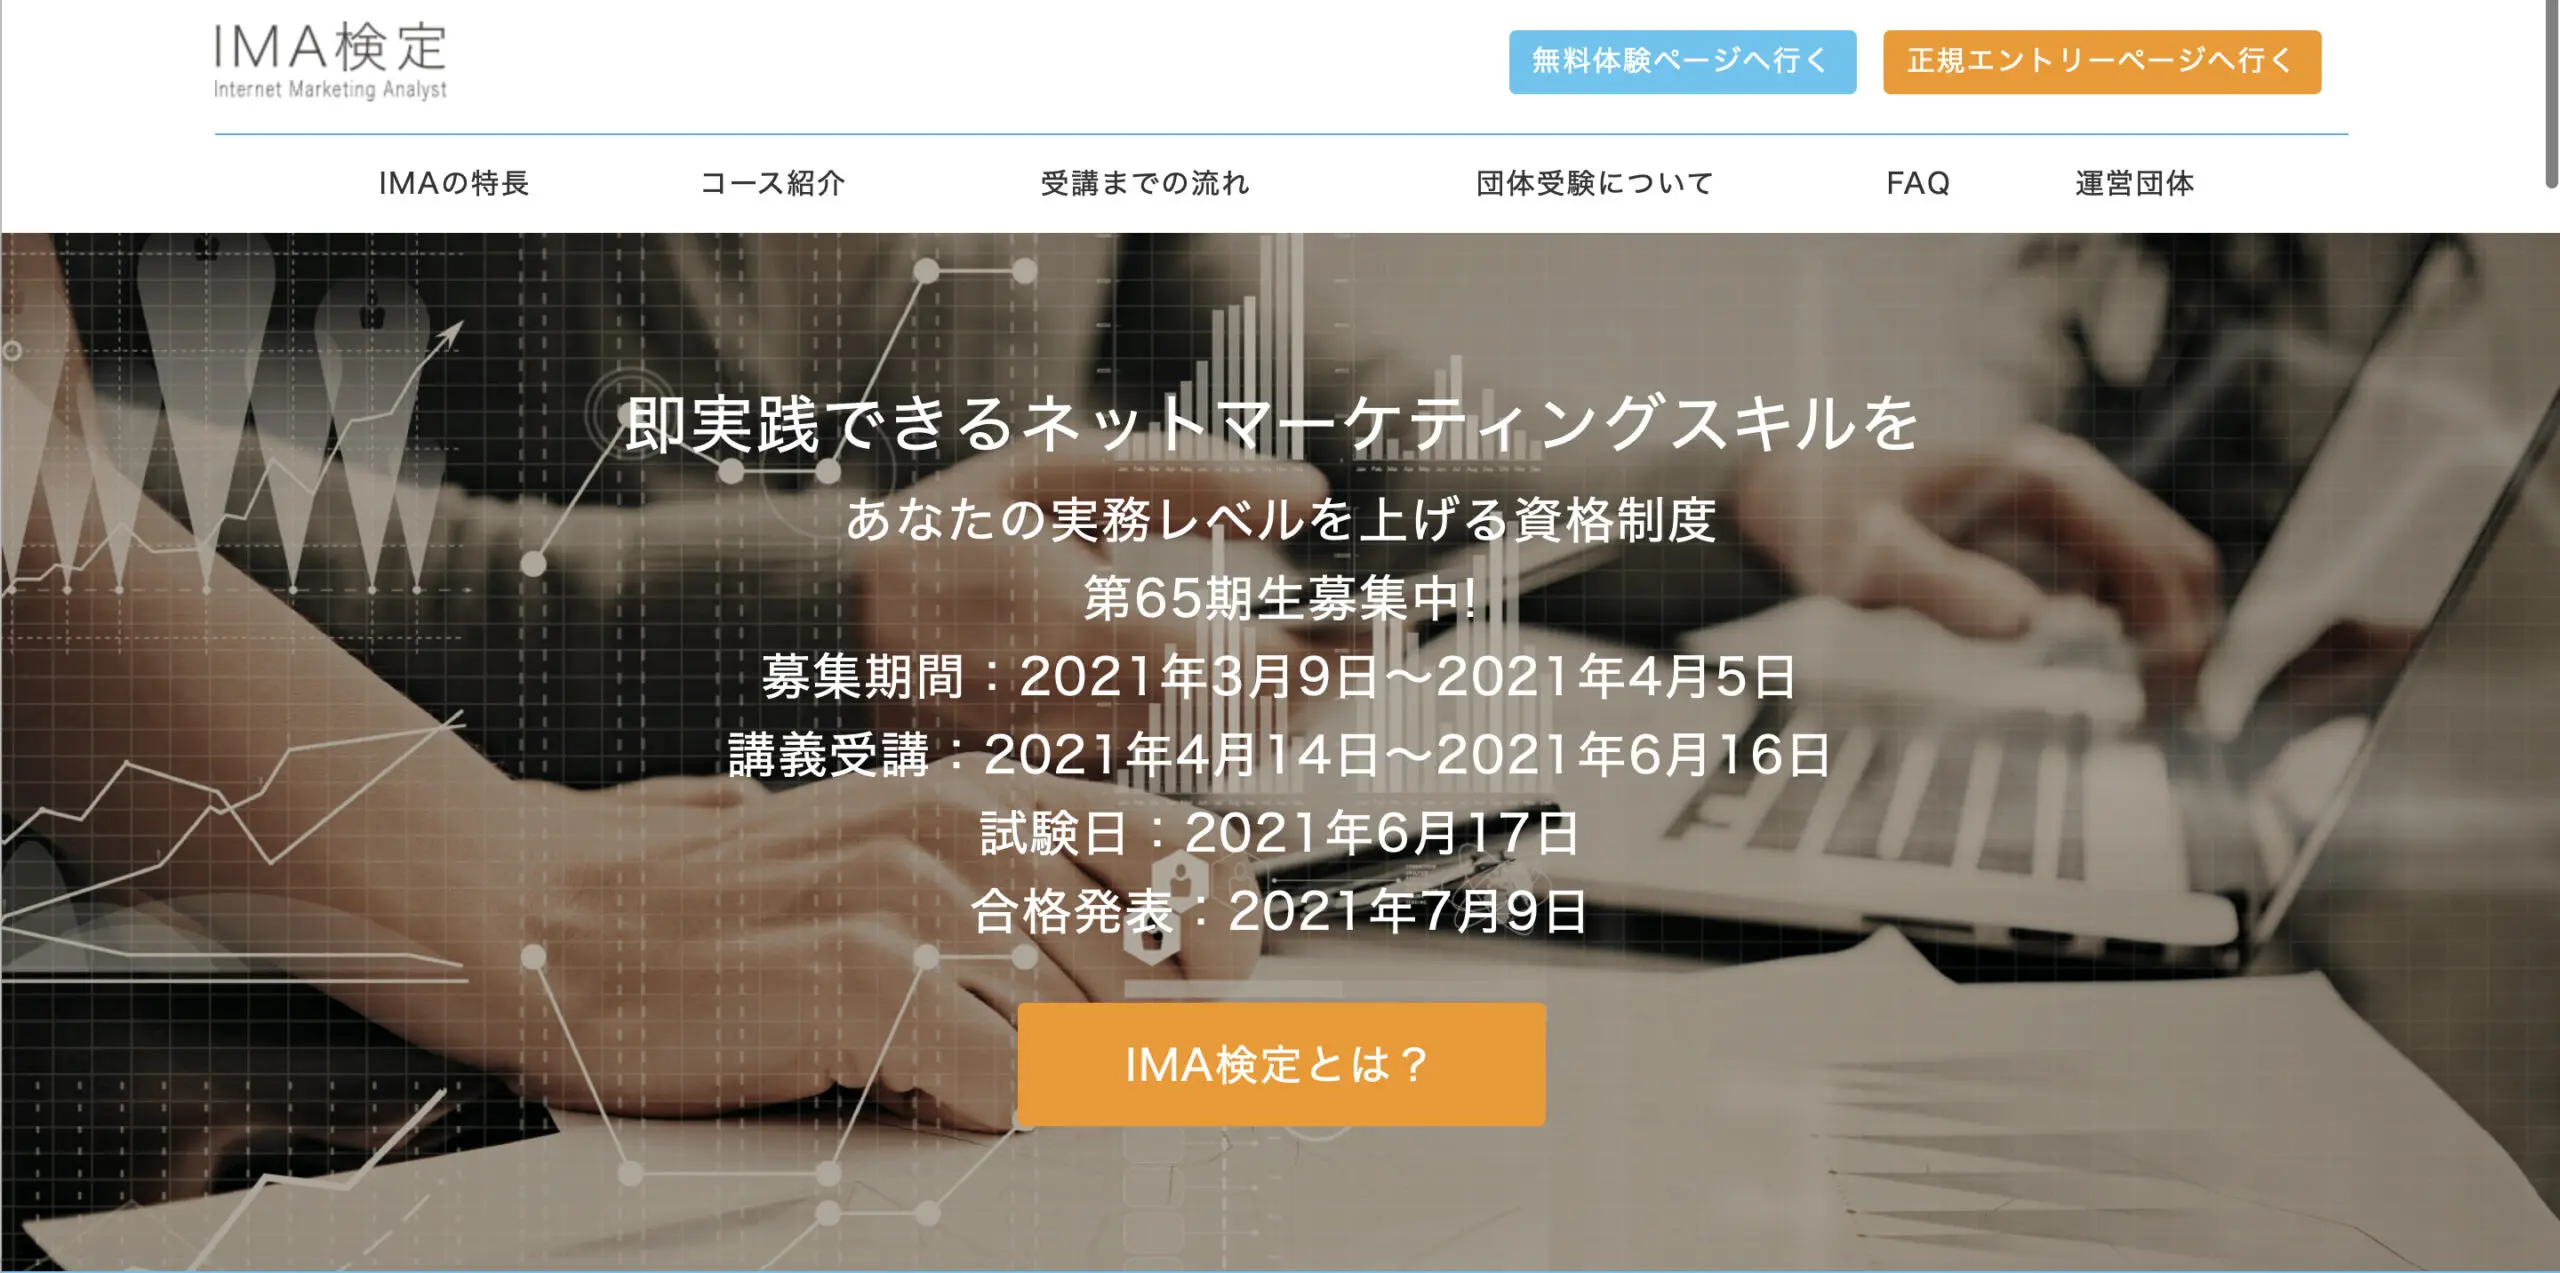 IMA検定
Internet Marketing Analyst
無料体験ページへ行く
正規エントリーページへ行く
IMAの特長
コース紹介
受講までの流れ
団体受験について
FAQ
運営団体
即実践できるネットマーケティングスキルを
あなたの実務レベルを上げる資格制度
第65期生募集中!
募集期間：2021年3月9日〜2021年4月5日
講義受講：2021年4月14日〜2021年6月16日
試験日：2021年6月17日
合格発表：2021年7月9日
IMA検定とは？